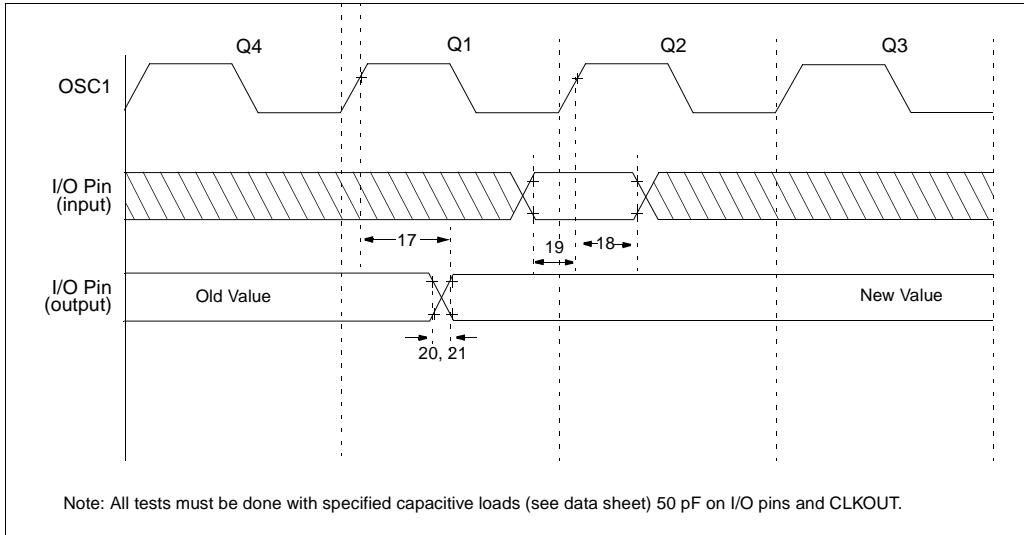 Q4 Q1 Q2 Q3
OSC1
I/O Pin
(input)
17
19
18
I/O Pin
(output)
Old Value
New Value
20, 21
Note: All tests must be done with specified capacitive loads (see data sheet) 50 pF on I/O pins and CLKOUT.